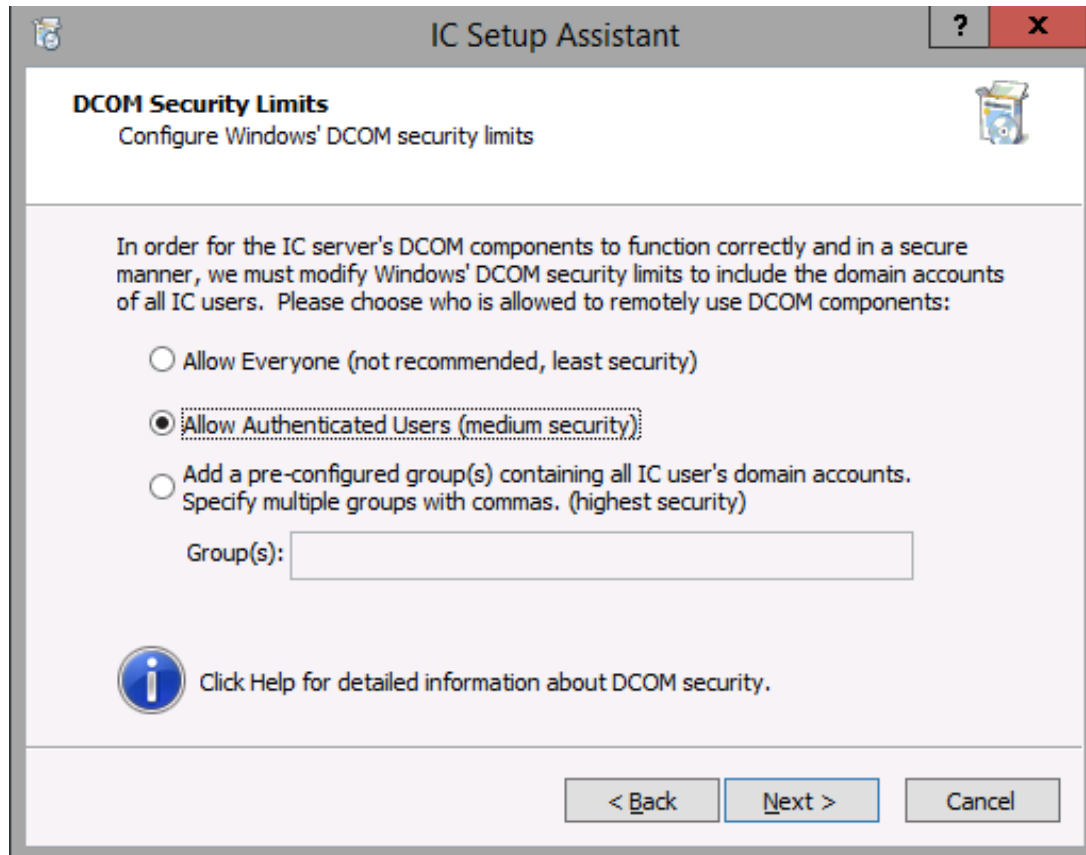 IC Setup Assistant
?
x
DCOM Security Limits
Configure Windows' DCOM security limits
In order for the IC server's DCOM components to function correctly and in a secure
manner, we must modify Windows' DCOM security limits to include the domain accounts
of all IC users.  Please choose who is allowed to remotely use DCOM components:
Allow Everyone (not recommended, least security)
Allow Authenticated Users (medium security)
Add a pre-configured group(s) containing all IC user's domain accounts.
Specify multiple groups with commas. (highest security)
Group(s):
Click Help for detailed information about DCOM security.
< Back
Next >
Cancel